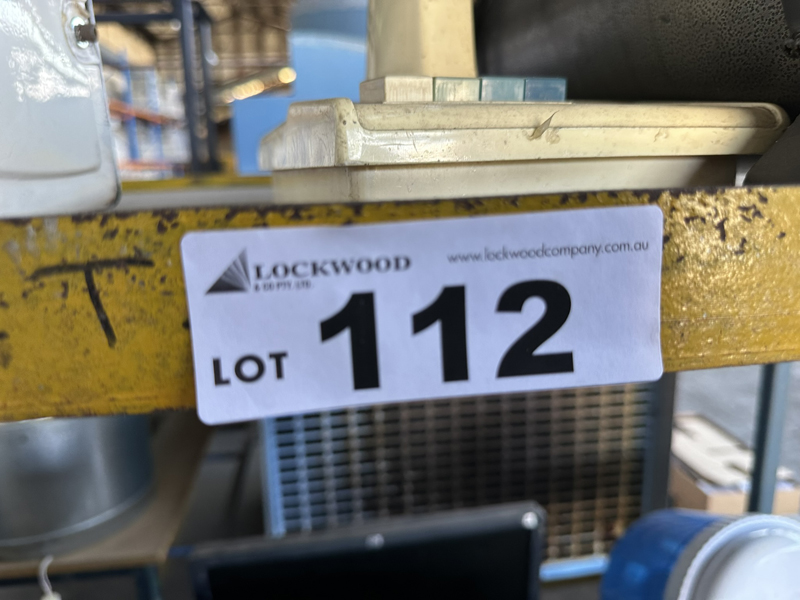 T
LOCKWOOD
& CO PTY. LTD.
www.lockwoodcompany.com.au
LOT 112